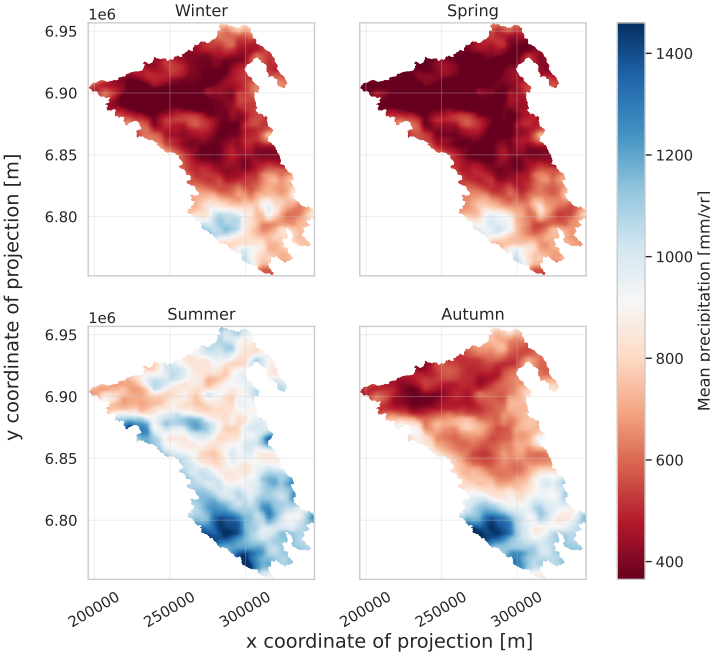 Winter
Spring
1e6
6.95
6.90
6.85
6.80
Summer
Autumn
1e6
6.95
6.90
6.85
6.80
200000
250000
300000
200000
250000
300000
x coordinate of projection [m]
y coordinate of projection [m]
1400
1200
1000
800
600
400
Mean precipitation [mm/yr]